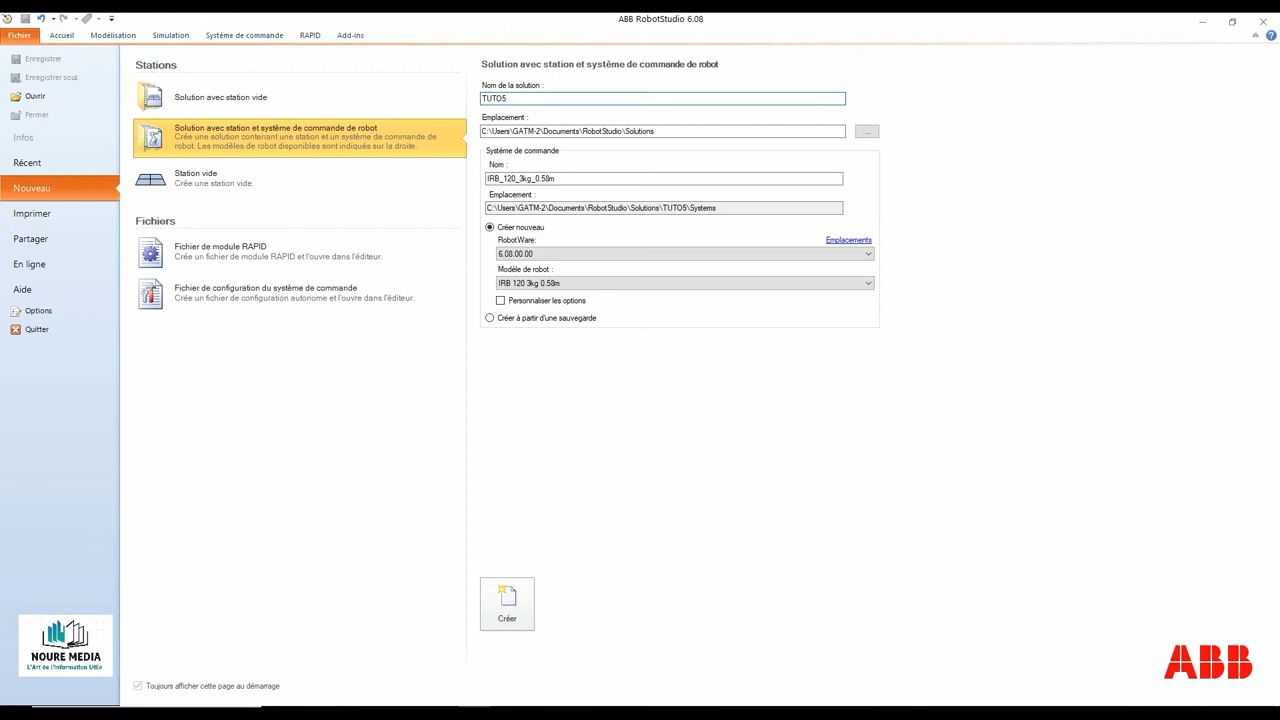 ABB RobotStudio 6.08
Fichier
Accueil
Modélisation
Simulation
Système de commande
RAPID
Add-ins
Enregistrer
Enregistrer sous
Ouvrir
Fermer
Infos
Récent
Nouveau
Imprimer
Partager
En ligne
Aide
Options
Quitter
NOURE MEDIA
L'Art de l'Information Utile
Stations
Solution avec station vide
Solution avec station et système de commande de robot
Crée une solution contenant une station et un système de commande de
robot. Les modèles de robot disponibles sont indiqués sur la droite.
Station vide
Crée une station vide.
Fichiers
Fichier de module RAPID
Crée un fichier de module RAPID et l'ouvre dans l'éditeur.
Fichier de configuration du système de commande
Crée un fichier de configuration autonome et l'ouvre dans l'éditeur.
Toujours afficher cette page au démarrage
Solution avec station et système de commande de robot
Nom de la solution :
TUTO5
Emplacement :
C:\Users\GATM-2\Documents\RobotStudio\Solutions
...
Système de commande
Nom :
IRB_120_3kg_0.58m
Emplacement :
C:\Users\GATM-2\Documents\RobotStudio\Solutions\TUTO5\Systems
Créer nouveau
RobotWare:
Emplacements
6.08.00.00
Modèle de robot :
IRB 120 3kg 0.58m
Personnaliser les options
Créer à partir d'une sauvegarde
Créer
ABB